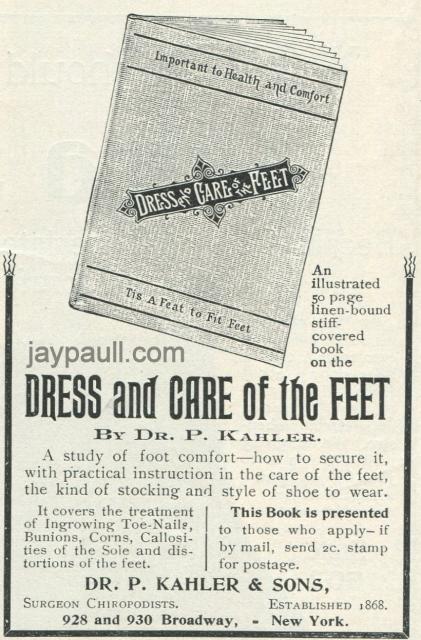 Important to Health and Comfort
DRESS AND CARE OF THE FEET
Tis A Feat to Fit Feet
An
illustrated
50 page
linen-bound
stiff-
covered
book
on the
jaypaull.com
DRESS and CARE of the FEET
BY DR. P. KAHLER.
A study of foot comfort—how to secure it,
with practical instruction in the care of the feet,
the kind of stocking and style of shoe to wear.
It covers the treatment
of Ingrowing Toe-Nails,
Bunions, Corns, Callosi-
ties of the Sole and dis-
tortions of the feet.
This Book is presented
to those who apply—if
by mail, send 2c. stamp
for postage.
DR. P. KAHLER & SONS,
SURGEON CHIROPODISTS. ESTABLISHED 1868.
928 and 930 Broadway, - New York.